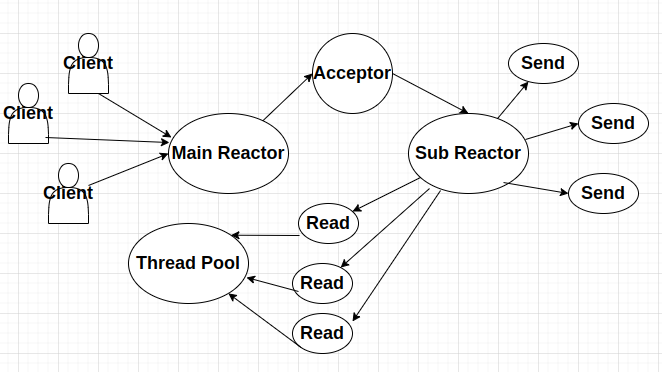 Client
Client
Client
Main Reactor
Acceptor
Sub Reactor
Send
Send
Send
Read
Read
Read
Thread Pool